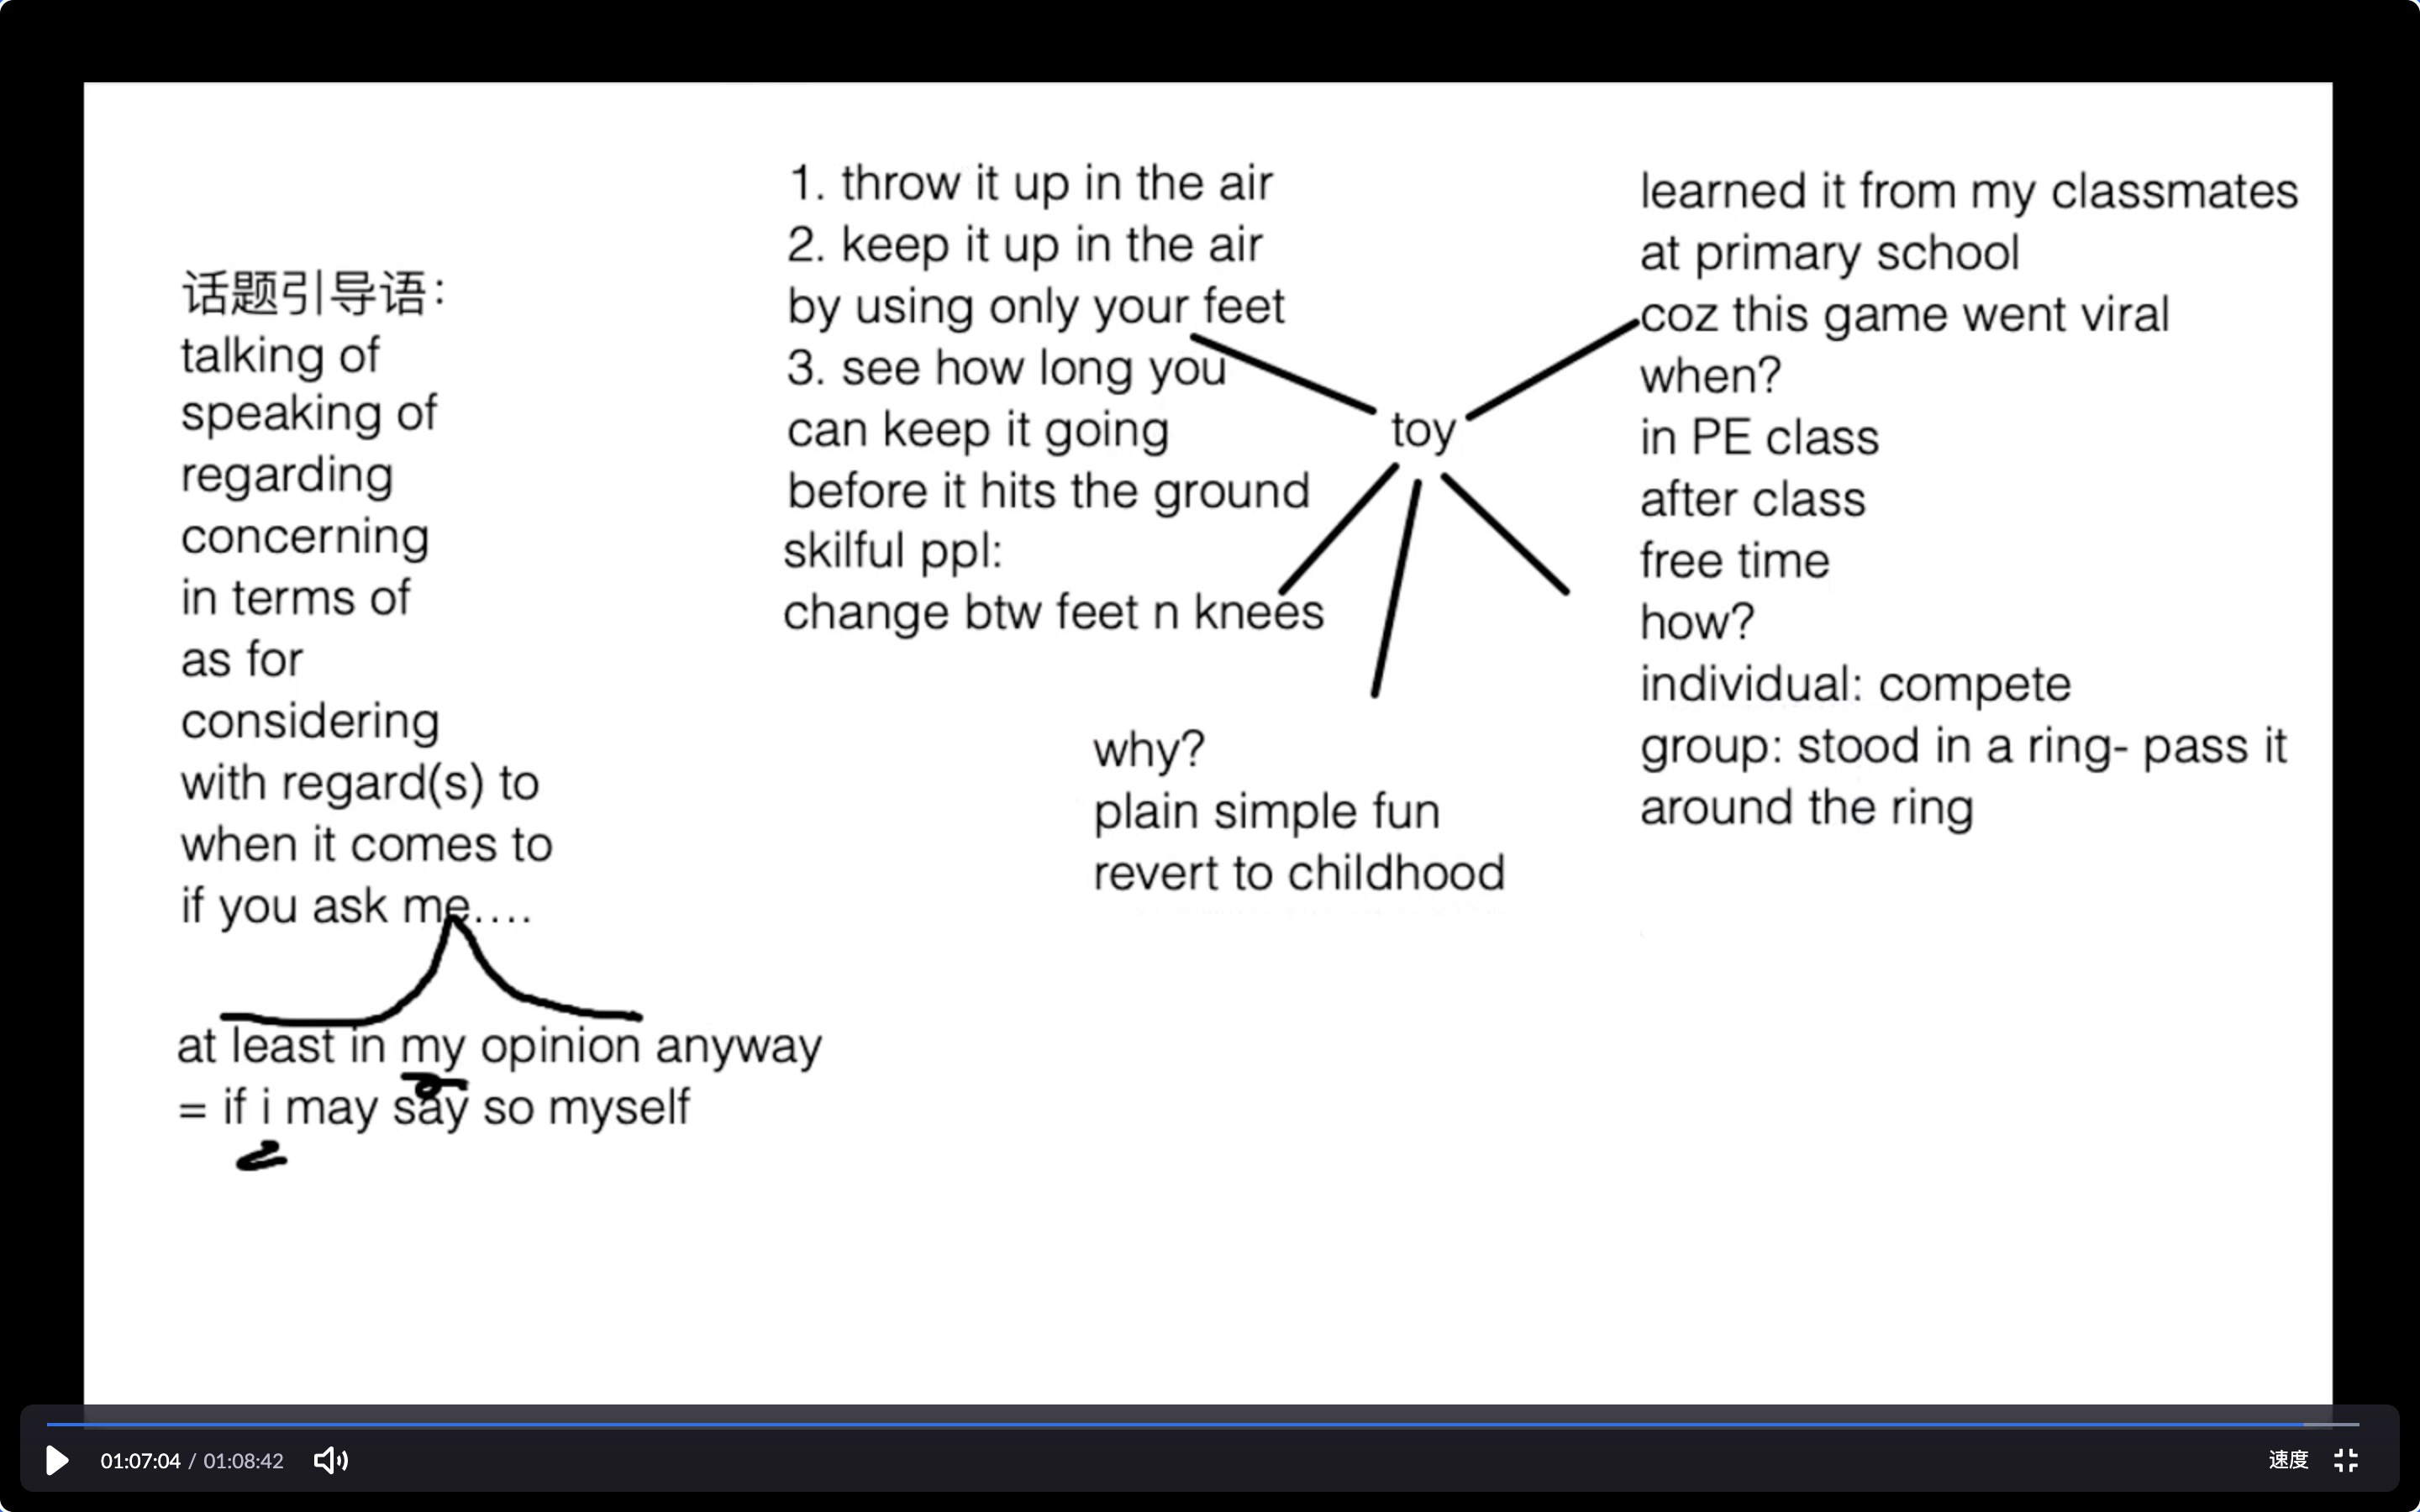 话题引导语：
talking of
speaking of
regarding
concerning
in terms of
as for
considering
with regard(s) to
when it comes to
if you ask me....
at least in my opinion anyway
= if i may say so myself
1. throw it up in the air
2. keep it up in the air
by using only your feet
3. see how long you
can keep it going
before it hits the ground
skilful ppl:
change btw feet n knees
toy
why?
plain simple fun
revert to childhood
learned it from my classmates
at primary school
coz this game went viral
when?
in PE class
after class
free time
how?
individual: compete
group: stood in a ring- pass it
around the ring
01:07:04 / 01:08:42
速度